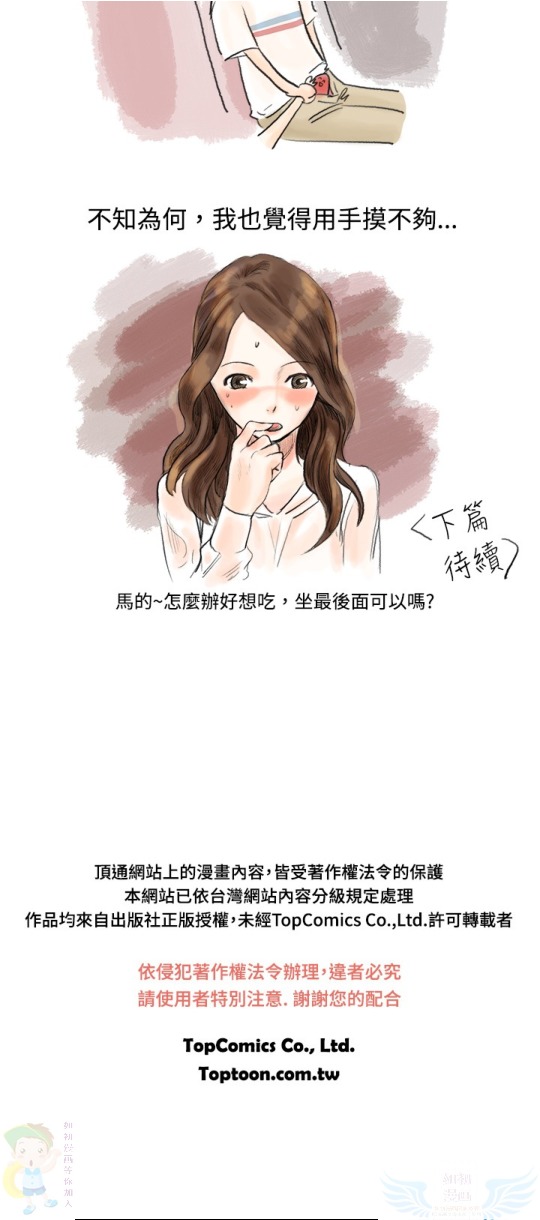 不知為何，我也覺得用手摸不夠...
<下篇
待續>
馬的~怎麼辦好想吃，坐最後面可以嗎?
頂通網站上的漫畫內容，皆受著作權法令的保護
本網站已依台灣網站內容分級規定處理
作品均來自出版社正版授權，未經TopComics Co.,Ltd.許可轉載者
依侵犯著作權法令辦理，違者必究
請使用者特別注意. 謝謝您的配合
TopComics Co., Ltd.
Toptoon.com.tw